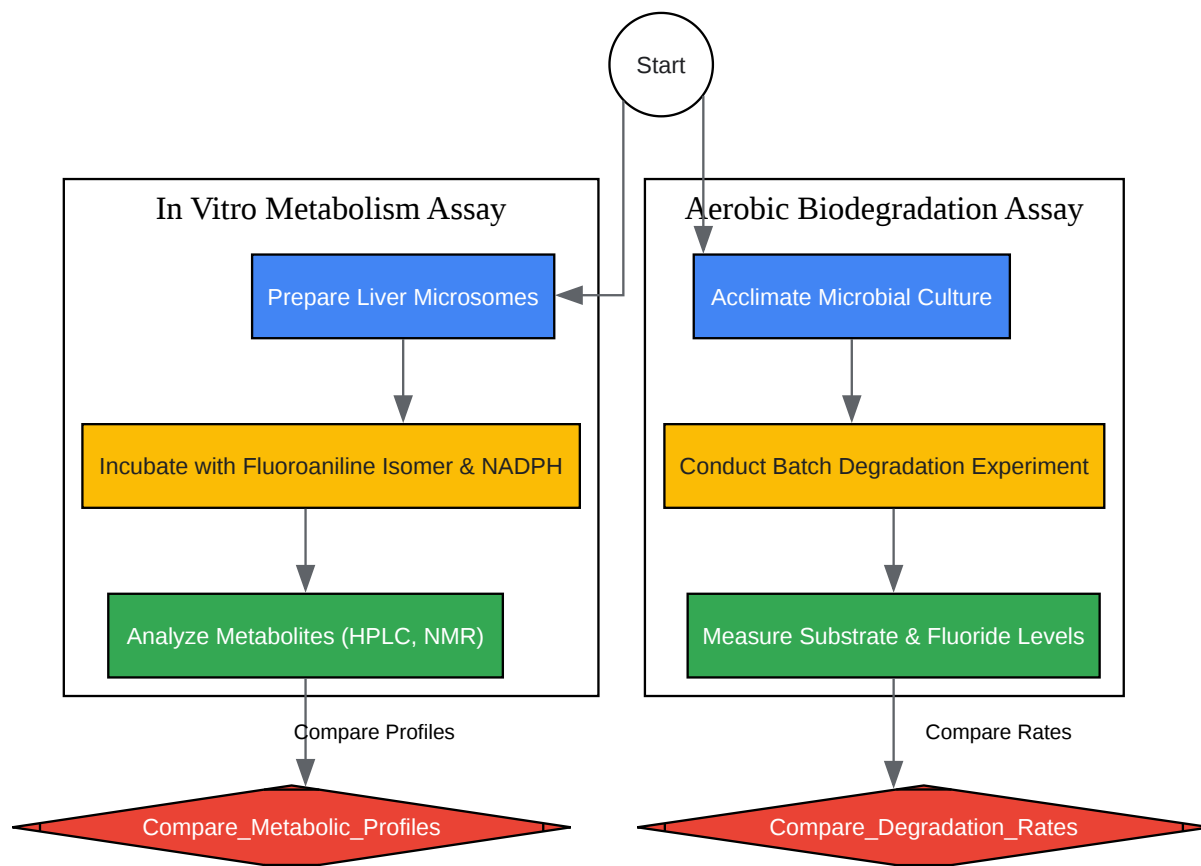 Start
In Vitro Metabolism Assay
Aerobic Biodegradation Assay
Prepare Liver Microsomes
Acclimate Microbial Culture
Incubate with Fluoroaniline Isomer & NADPH
Conduct Batch Degradation Experiment
Analyze Metabolites (HPLC, NMR)
Measure Substrate & Fluoride Levels
Compare Profiles
Compare Rates
Compare_Metabolic_Profiles
Compare_Degradation_Rates